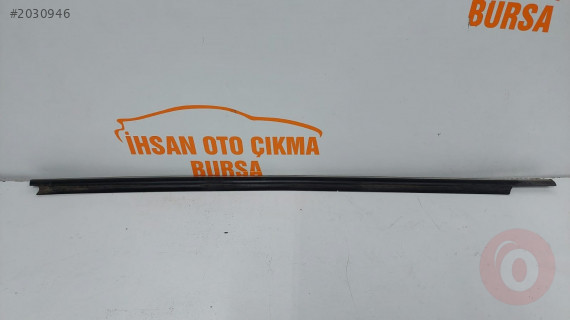 #2030946
BURSA
İHSAN OTO ÇIKMA
BURSA